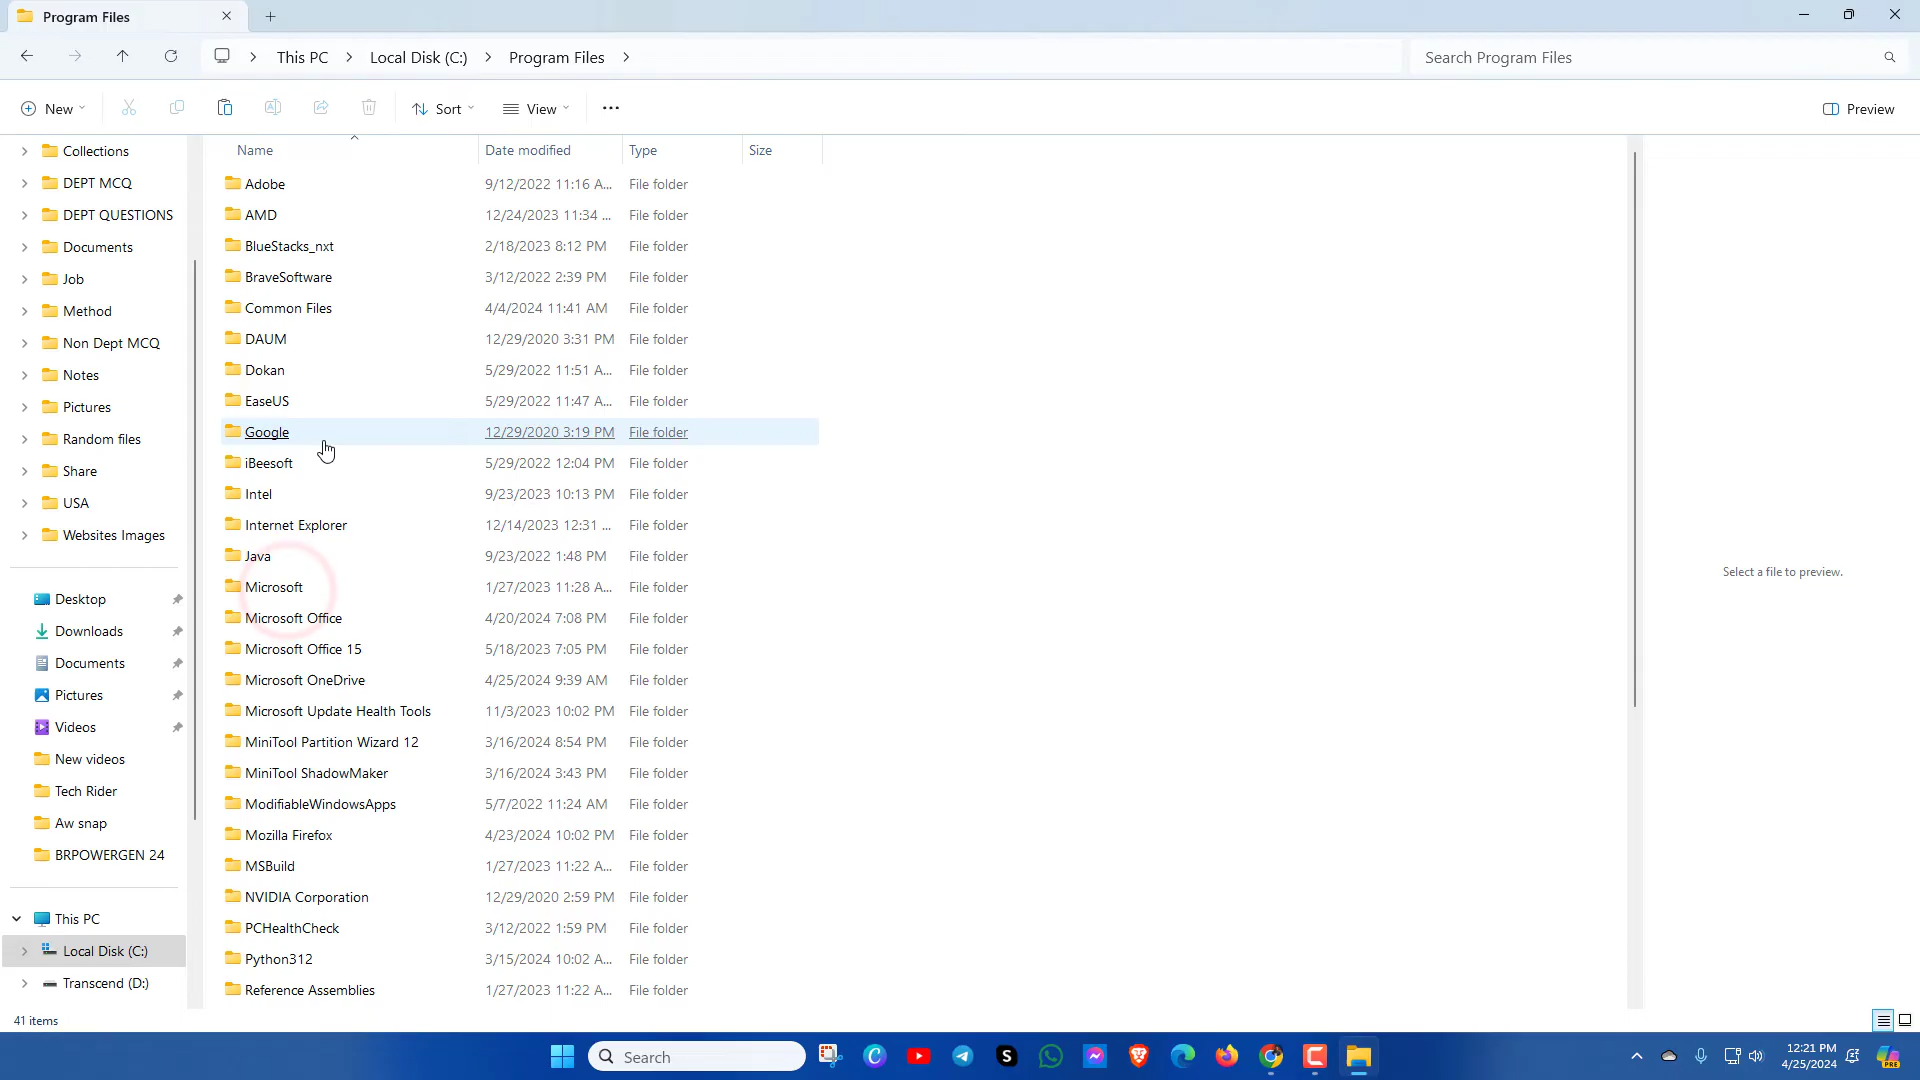 Program Files
This PC
Local Disk (C:)
Program Files
Search Program Files
New
Sort
View
Preview
Collections
DEPT MCQ
DEPT QUESTIONS
Documents
Job
Method
Non Dept MCQ
Notes
Pictures
Random files
Share
USA
Websites Images
Desktop
Downloads
Documents
Pictures
Videos
New videos
Tech Rider
Aw snap
BRPOWERGEN 24
This PC
Local Disk (C:)
Transcend (D:)
Name Date modified Type Size
Adobe 9/12/2022 11:16 A... File folder
AMD 12/24/2023 11:34 ... File folder
BlueStacks_nxt 2/18/2023 8:12 PM File folder
BraveSoftware 3/12/2022 2:39 PM File folder
Common Files 4/4/2024 11:41 AM File folder
DAUM 12/29/2020 3:31 PM File folder
Dokan 5/29/2022 11:51 A... File folder
EaseUS 5/29/2022 11:47 A... File folder
Google 12/29/2020 3:19 PM File folder
iBeesoft 5/29/2022 12:04 PM File folder
Intel 9/23/2023 10:13 PM File folder
Internet Explorer 12/14/2023 12:31 ... File folder
Java 9/23/2022 1:48 PM File folder
Microsoft 1/27/2023 11:28 A... File folder
Microsoft Office 4/20/2024 7:08 PM File folder
Microsoft Office 15 5/18/2023 7:05 PM File folder
Microsoft OneDrive 4/25/2024 9:39 AM File folder
Microsoft Update Health Tools 11/3/2023 10:02 PM File folder
MiniTool Partition Wizard 12 3/16/2024 8:54 PM File folder
MiniTool ShadowMaker 3/16/2024 3:43 PM File folder
ModifiableWindowsApps 5/7/2022 11:24 AM File folder
Mozilla Firefox 4/23/2024 10:02 PM File folder
MSBuild 1/27/2023 11:22 A... File folder
NVIDIA Corporation 12/29/2020 2:59 PM File folder
PCHealthCheck 3/12/2022 1:59 PM File folder
Python312 3/15/2024 10:02 A... File folder
Reference Assemblies 1/27/2023 11:22 A... File folder
Select a file to preview.
41 items
Search
12:21 PM
4/25/2024
PRE